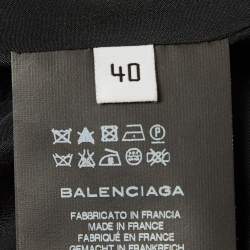 40
BALENCIAGA
FABBRICATO IN FRANCIA
MADE IN FRANCE
FABRIQUÉ EN FRANCE
GEMACHT IN FRANKREICH